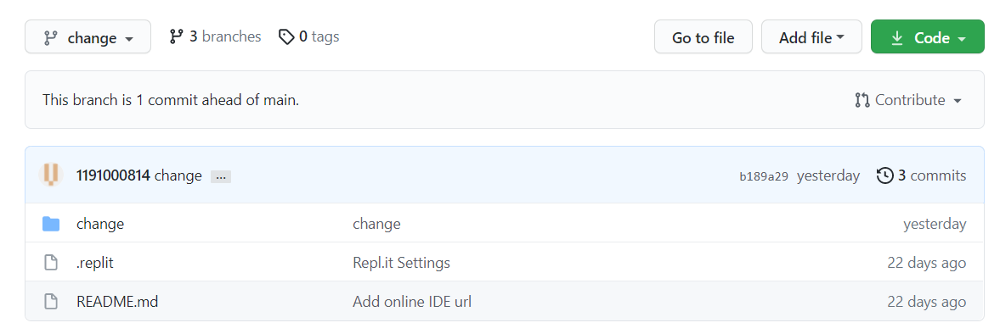 change 3 branches 0 tags Go to file Add file Code
This branch is 1 commit ahead of main. Contribute
1191000814 change ... b189a29 yesterday 3 commits
change change yesterday
.replit Repl.it Settings 22 days ago
README.md Add online IDE url 22 days ago